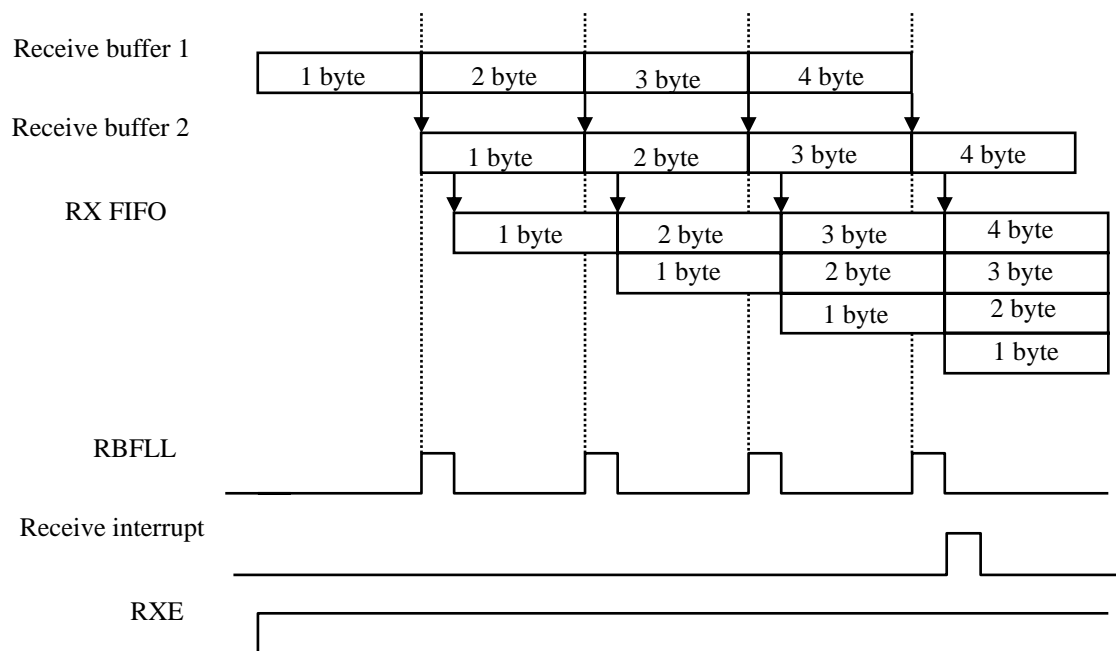 Receive buffer 1
1 byte 2 byte 3 byte 4 byte
Receive buffer 2
1 byte 2 byte 3 byte 4 byte
RX FIFO
1 byte 2 byte 3 byte 4 byte
1 byte 2 byte 3 byte
1 byte 2 byte
1 byte
RBFLL
Receive interrupt
RXE